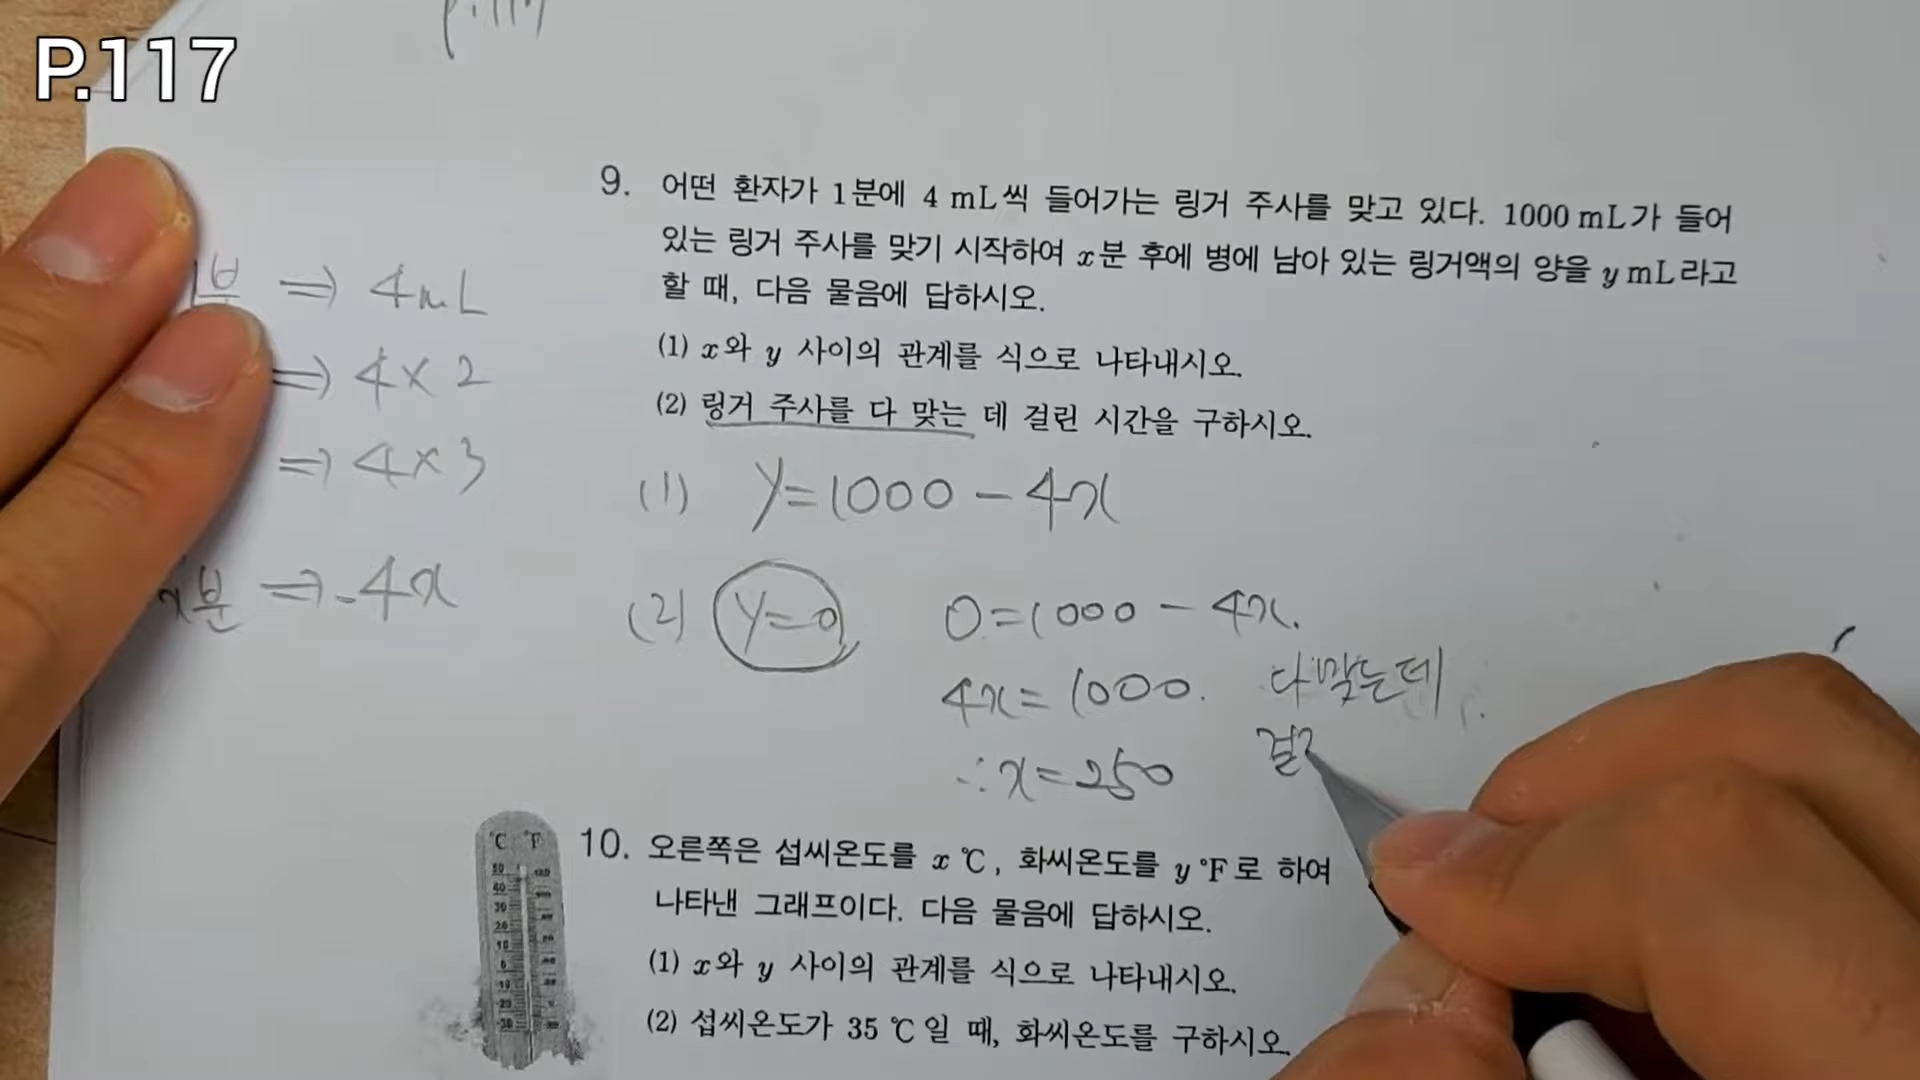 P.117
p.117
9. 어떤 환자가 1분에 4 mL씩 들어가는 링거 주사를 맞고 있다. 1000 mL가 들어
있는 링거 주사를 맞기 시작하여 x분 후에 병에 남아 있는 링거액의 양을 y mL라고
할 때, 다음 물음에 답하시오.
(1) x와 y 사이의 관계를 식으로 나타내시오.
(2) 링거 주사를 다 맞는 데 걸린 시간을 구하시오.
1분 ⇒ 4mL
⇒ 4×2
⇒ 4×3
x분 ⇒ -4x
(1) y=1000-4x
(2) y=0 0=1000-4x.
4x=1000. 다 맞는데
∴x=250
°C °F
10. 오른쪽은 섭씨온도를 x ℃, 화씨온도를 y ℉로 하여
나타낸 그래프이다. 다음 물음에 답하시오.
(1) x와 y 사이의 관계를 식으로 나타내시오.
(2) 섭씨온도가 35 ℃일 때, 화씨온도를 구하시오.